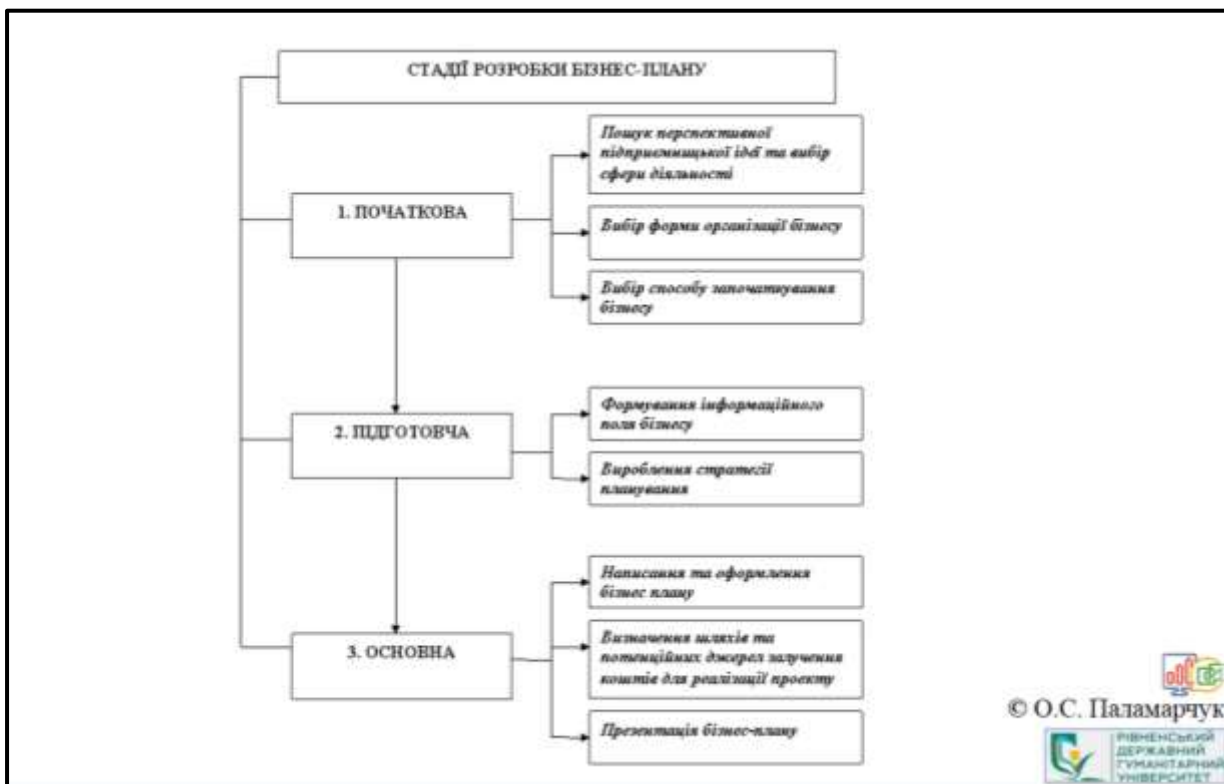 СТАДІЇ РОЗРОБКИ БІЗНЕС-ПЛАНУ
Пошук перспективної
підприємницької ідеї та вибір
сфери діяльності
1. ПОЧАТКОВА
Вибір форми організації бізнесу
Вибір способу започаткування
бізнесу
Формування інформаційного
поля бізнесу
2. ПІДГОТОВЧА
Вироблення стратегії
планування
Написання та оформлення
бізнес плану
3. ОСНОВНА
Визначення шляхів та
потенційних джерел залучення
коштів для реалізації проекту
Презентація бізнес-плану
© О.С. Паламарчук
РІВНЕНСЬКИЙ
ДЕРЖАВНИЙ
ГУМАНІТАРНИЙ
УНІВЕРСИТЕТ